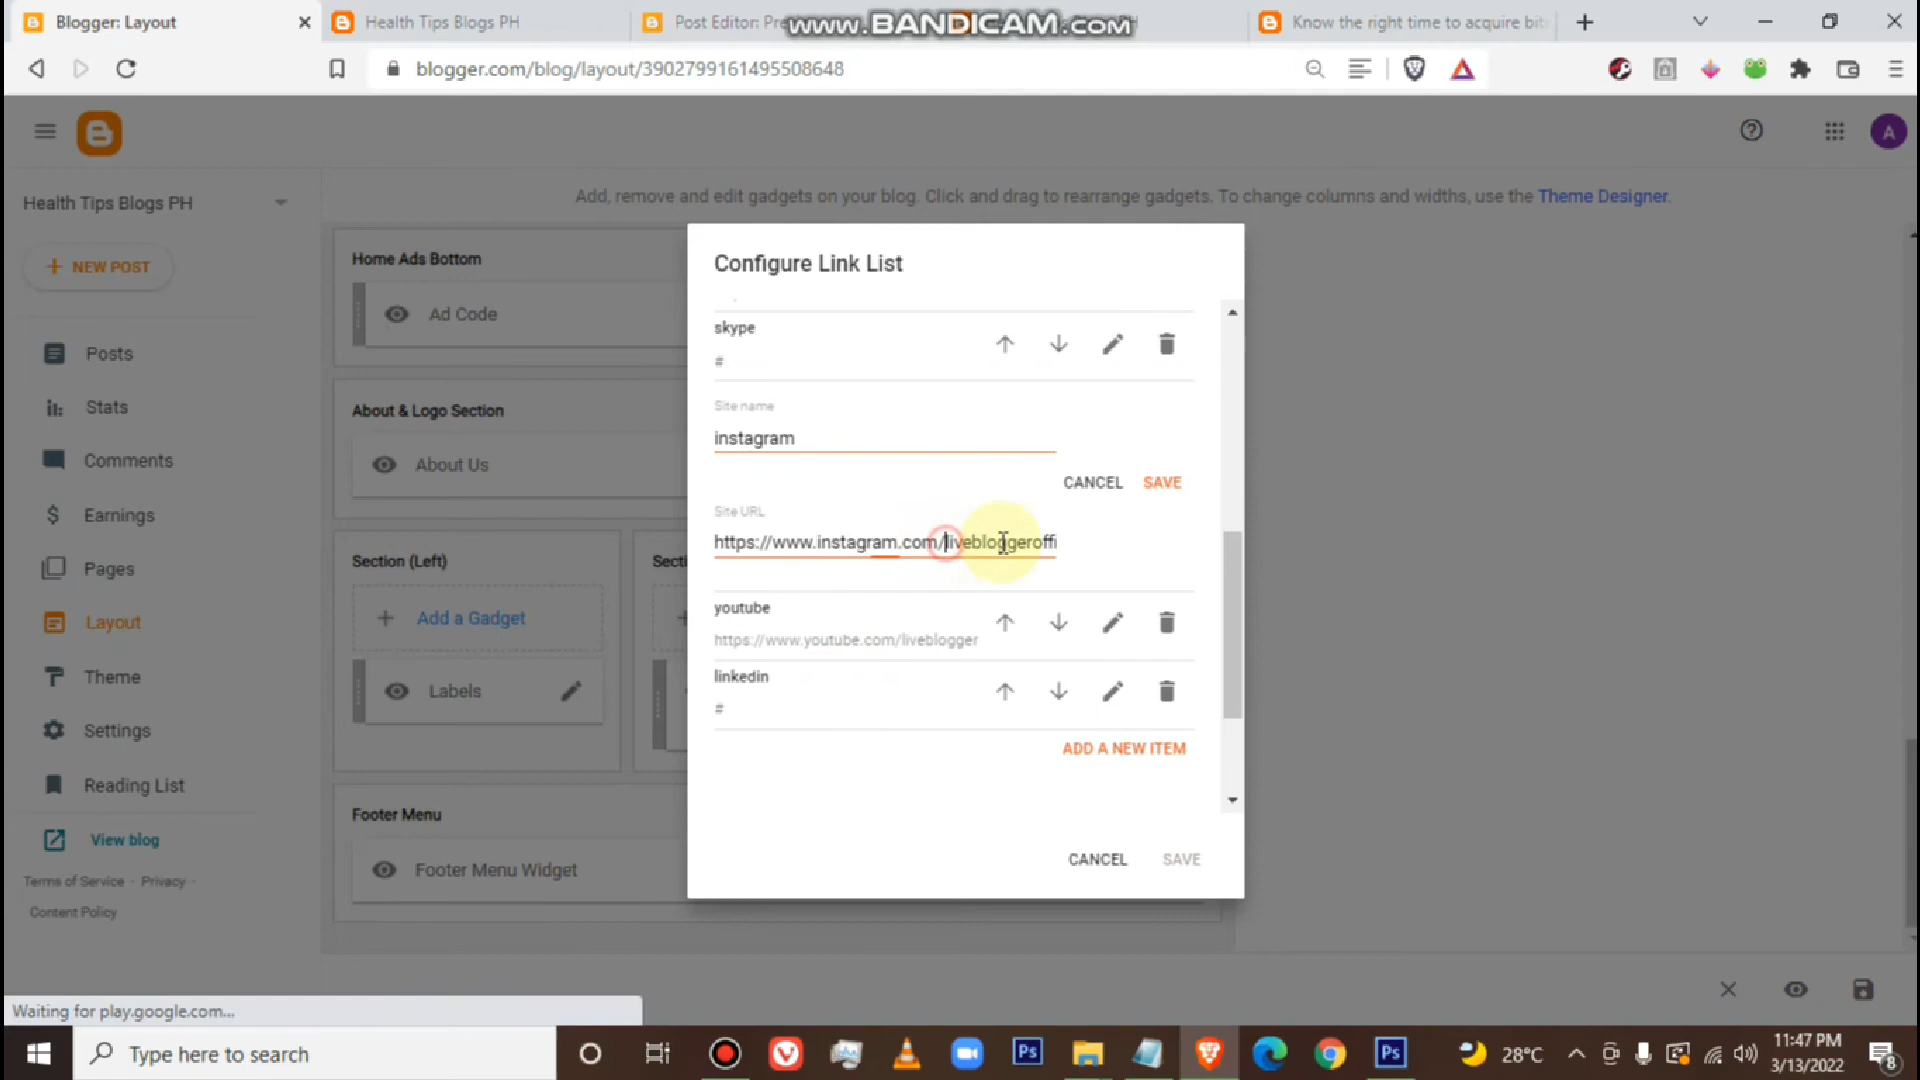 Blogger: Layout
Health Tips Blogs PH
Post Editor: Pre
www.BANDICAM.com
Know the right time to acquire bit
blogger.com/blog/layout/3902799161495508648
A
Health Tips Blogs PH
Add, remove and edit gadgets on your blog. Click and drag to rearrange gadgets. To change columns and widths, use the Theme Designer.
NEW POST
Posts
Stats
Comments
Earnings
Pages
Layout
Theme
Settings
Reading List
View blog
Terms of Service · Privacy ·
Content Policy
Home Ads Bottom
Ad Code
About & Logo Section
About Us
Section (Left)
Secti
Add a Gadget
Labels
Footer Menu
Footer Menu Widget
Configure Link List
skype
#
Site name
instagram
CANCEL SAVE
Site URL
https://www.instagram.com/livebloggeroffi
youtube
https://www.youtube.com/liveblogger
linkedin
#
ADD A NEW ITEM
CANCEL SAVE
Waiting for play.google.com...
Type here to search
Ps
Ps
28°C
11:47 PM
3/13/2022
8